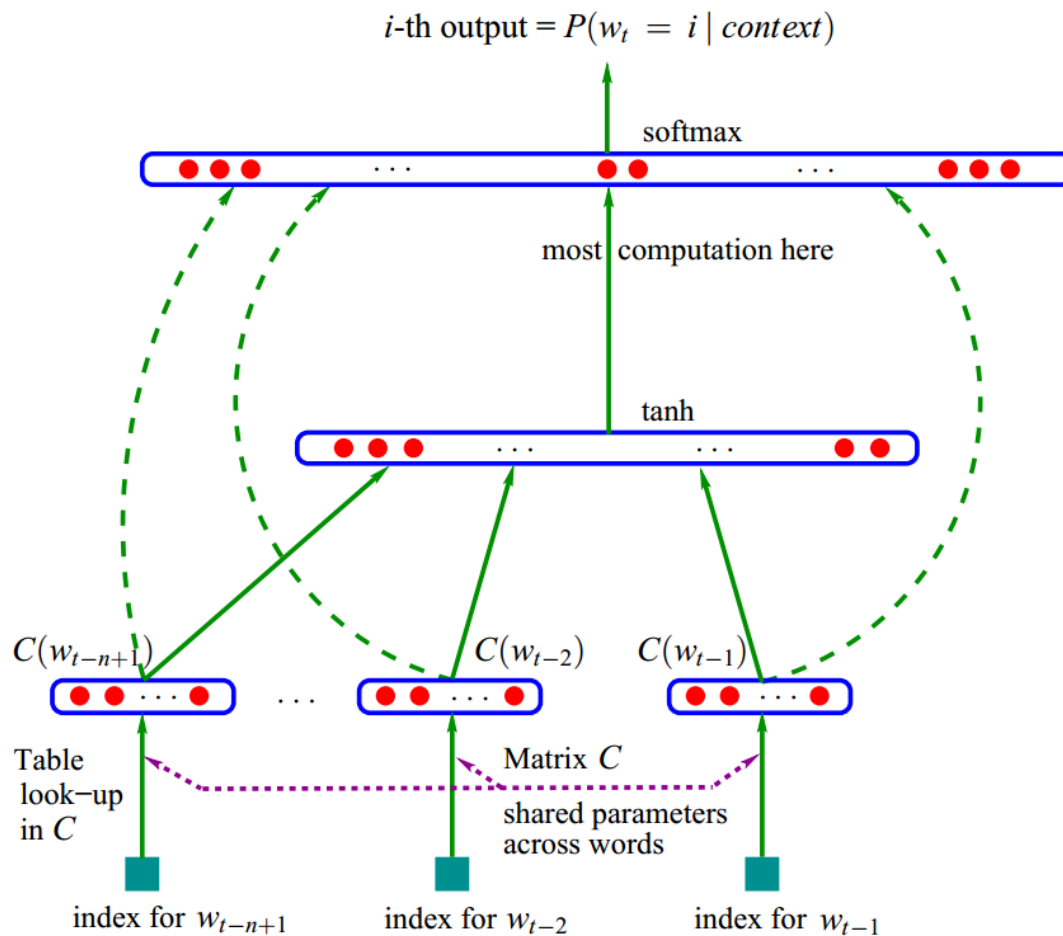 i-th output = P(w_t = i | context)
softmax
. . .
. . .
most computation here
tanh
. . .
. . .
C(w_{t−n+1})
C(w_{t−2})
C(w_{t−1})
. . .
. . .
. . .
. . .
Table
look−up
in C
Matrix C
shared parameters
across words
index for w_{t−n+1}
index for w_{t−2}
index for w_{t−1}